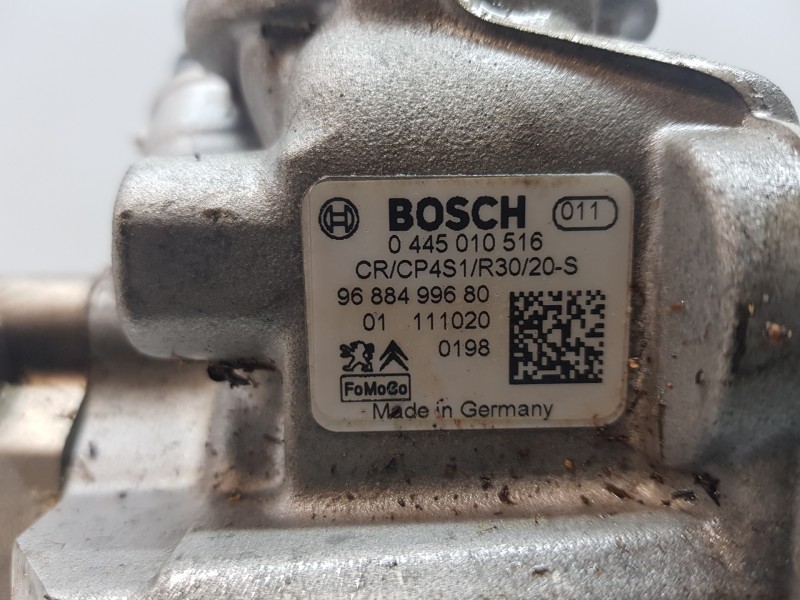 BOSCH 011
0 445 010 516
CR/CP4S1/R30/20-S
96 884 996 80
01 111020
0198
FoMoCo
Made in Germany